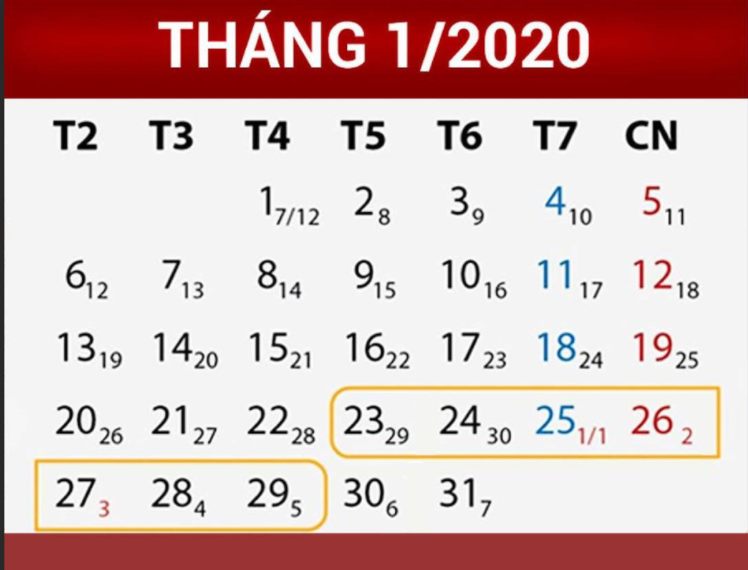 THÁNG 1/2020
T2 T3 T4 T5 T6 T7 CN
1 7/12 2 8 3 9 4 10 5 11
6 12 7 13 8 14 9 15 10 16 11 17 12 18
13 19 14 20 15 21 16 22 17 23 18 24 19 25
20 26 21 27 22 28 23 29 24 30 25 1/1 26 2
27 3 28 4 29 5 30 6 31 7